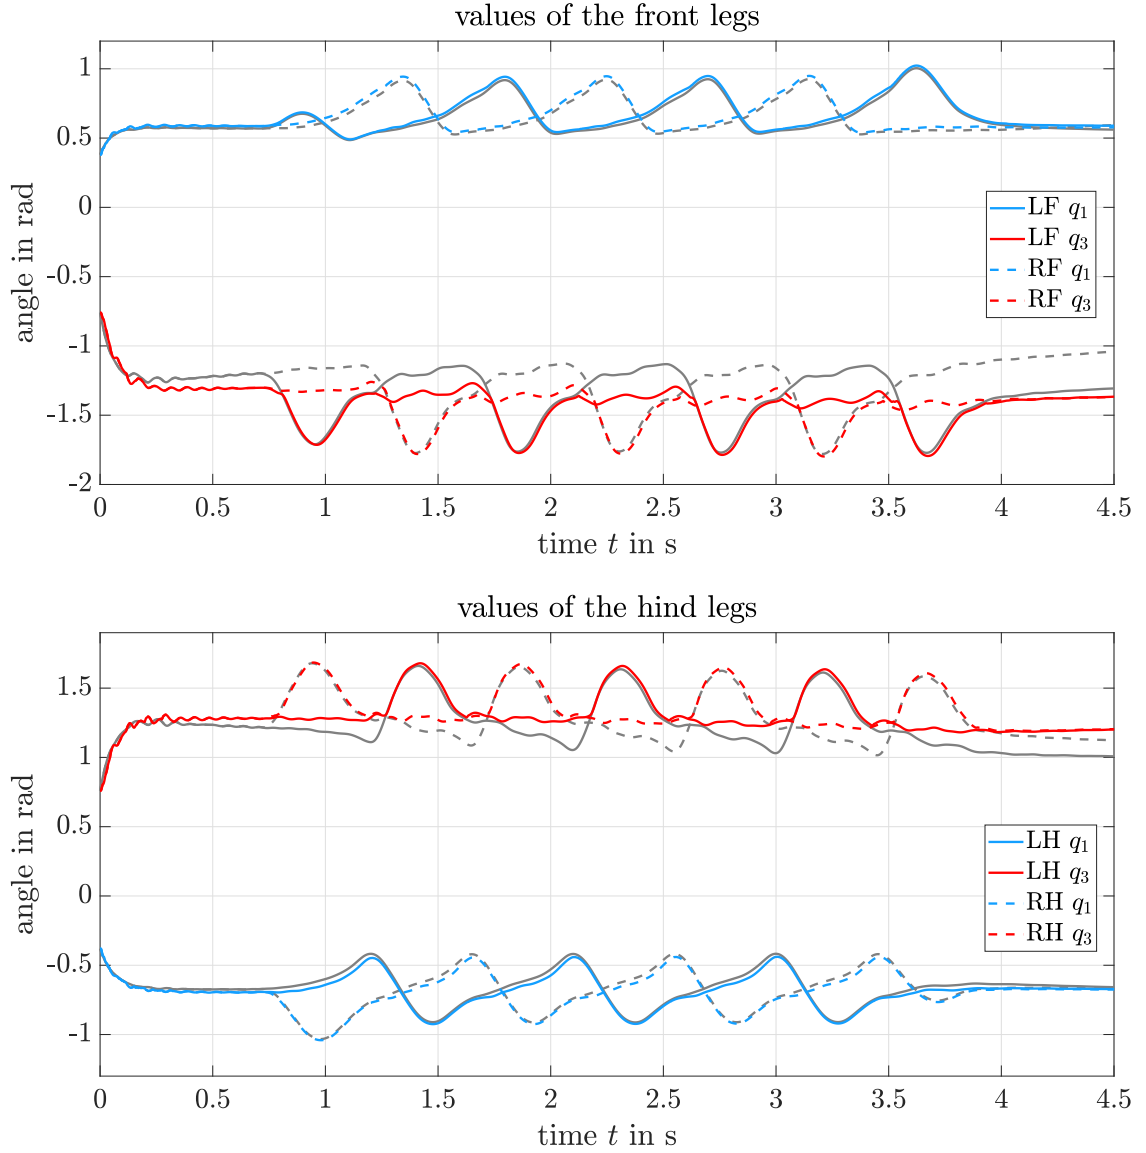 values of the front legs
1
0.5
0
-0.5
-1
-1.5
-2
angle in rad
LF q₁
LF q₃
RF q₁
RF q₃
0 0.5 1 1.5 2 2.5 3 3.5 4 4.5
time t in s
values of the hind legs
1.5
1
0.5
0
-0.5
-1
angle in rad
LH q₁
LH q₃
RH q₁
RH q₃
0 0.5 1 1.5 2 2.5 3 3.5 4 4.5
time t in s